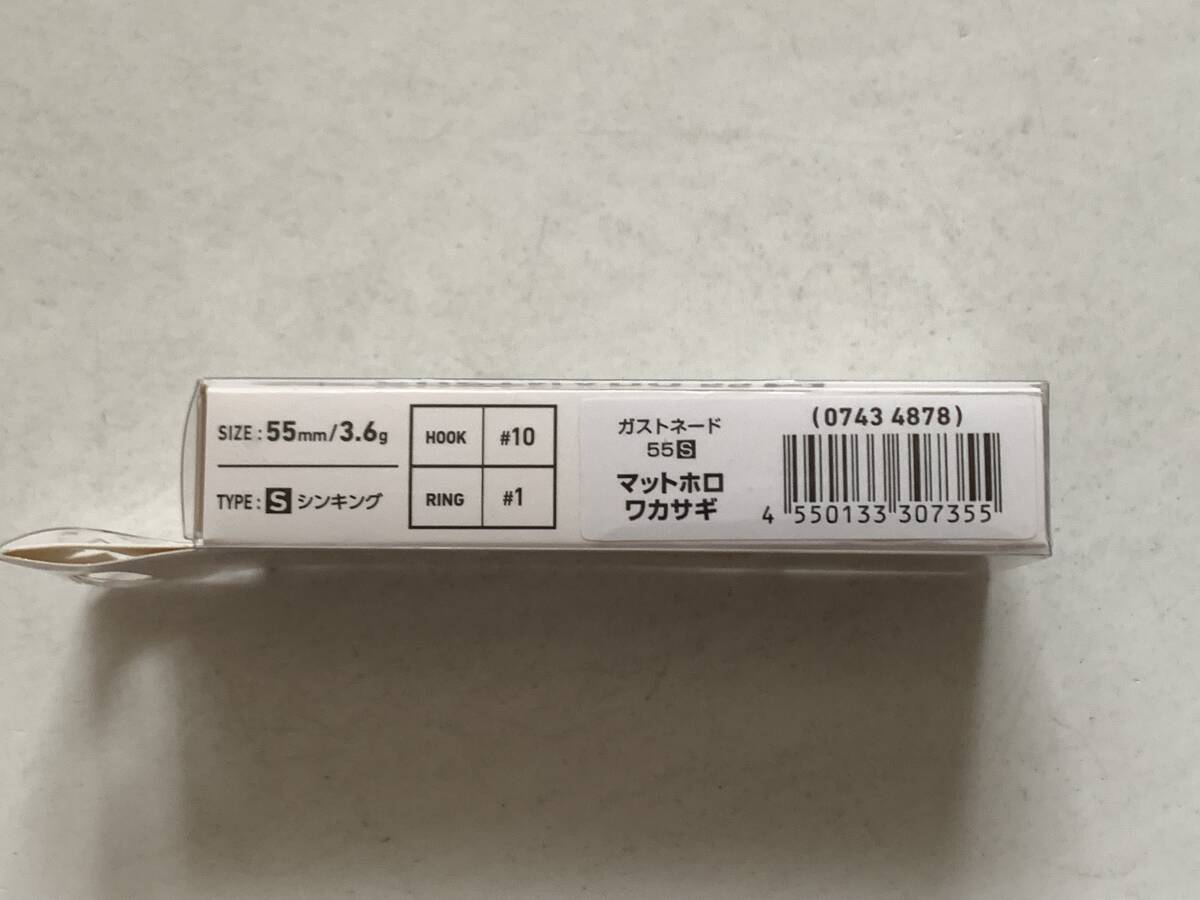 SIZE : 55mm/3.6g
TYPE : S シンキング
HOOK #10
RING #1
ガストネード
55 S
マットホロ
ワカサギ
(0743 4878)
4 550133 307355